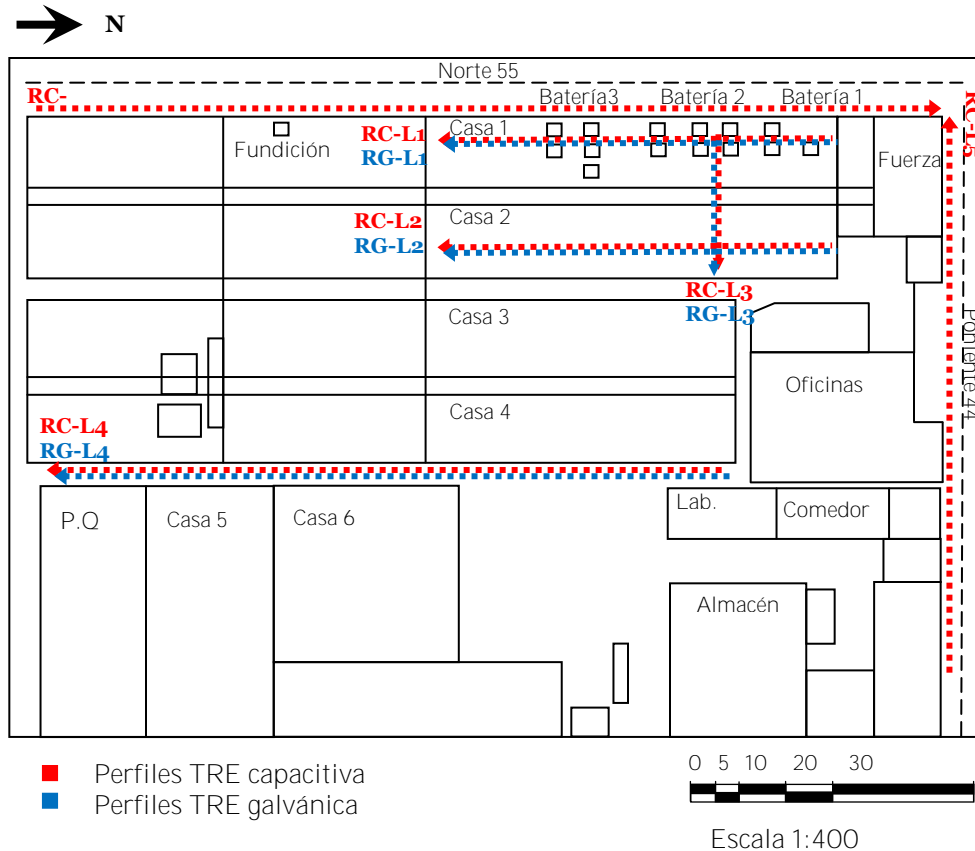 N
Norte 55
RC-
Batería3
Batería 2
Batería 1
RC-L5
RC-L1
RG-L1
Casa 1
Fundición
Fuerza
RC-L2
RG-L2
Casa 2
RC-L3
RG-L3
Casa 3
Poniente 44
Oficinas
Casa 4
RC-L4
RG-L4
P.Q
Casa 5
Casa 6
Lab.
Comedor
Almacén
Perfiles TRE capacitiva
Perfiles TRE galvánica
0 5 10 20 30
Escala 1:400